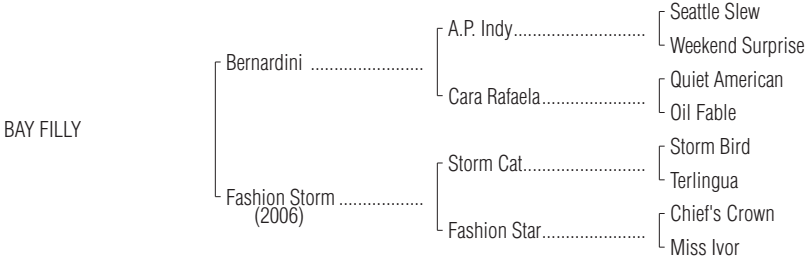 Seattle Slew
A.P. Indy..............................
Weekend Surprise
Bernardini .........................
Quiet American
Cara Rafaela.......................
Oil Fable
BAY FILLY
Storm Bird
Storm Cat...........................
Terlingua
Fashion Storm ..................
(2006)
Chief's Crown
Fashion Star.......................
Miss Ivor